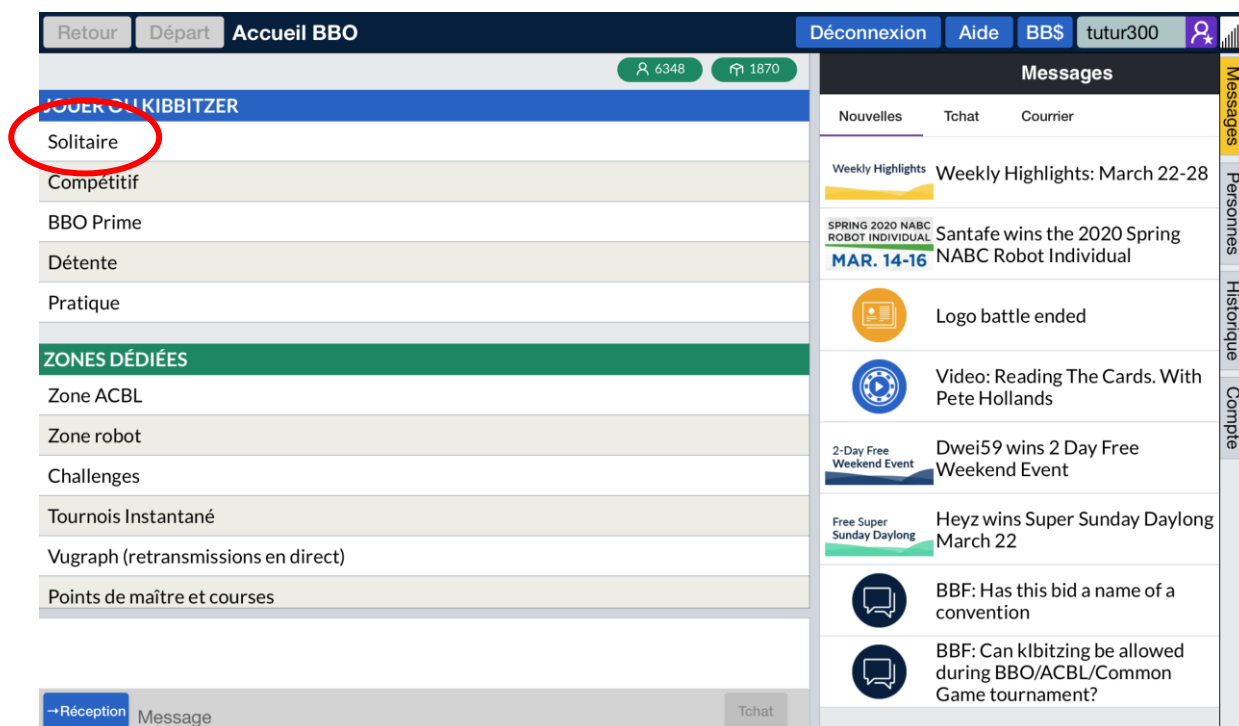 Retour Départ Accueil BBO Déconnexion Aide BB$ tutur300
6348 1870
JOUER OU KIBBITZER
Solitaire
Compétitif
BBO Prime
Détente
Pratique
ZONES DÉDIÉES
Zone ACBL
Zone robot
Challenges
Tournois Instantané
Vugraph (retransmissions en direct)
Points de maître et courses
→Réception Message Tchat
Messages
Nouvelles Tchat Courrier
Weekly Highlights
Weekly Highlights: March 22-28
SPRING 2020 NABC
ROBOT INDIVIDUAL
MAR. 14-16
Santafe wins the 2020 Spring
NABC Robot Individual
Logo battle ended
Video: Reading The Cards. With
Pete Hollands
2-Day Free
Weekend Event
Dwei59 wins 2 Day Free
Weekend Event
Free Super
Sunday Daylong
Heyz wins Super Sunday Daylong
March 22
BBF: Has this bid a name of a
convention
BBF: Can kIbitzing be allowed
during BBO/ACBL/Common
Game tournament?
Messages
Personnes
Historique
Compte